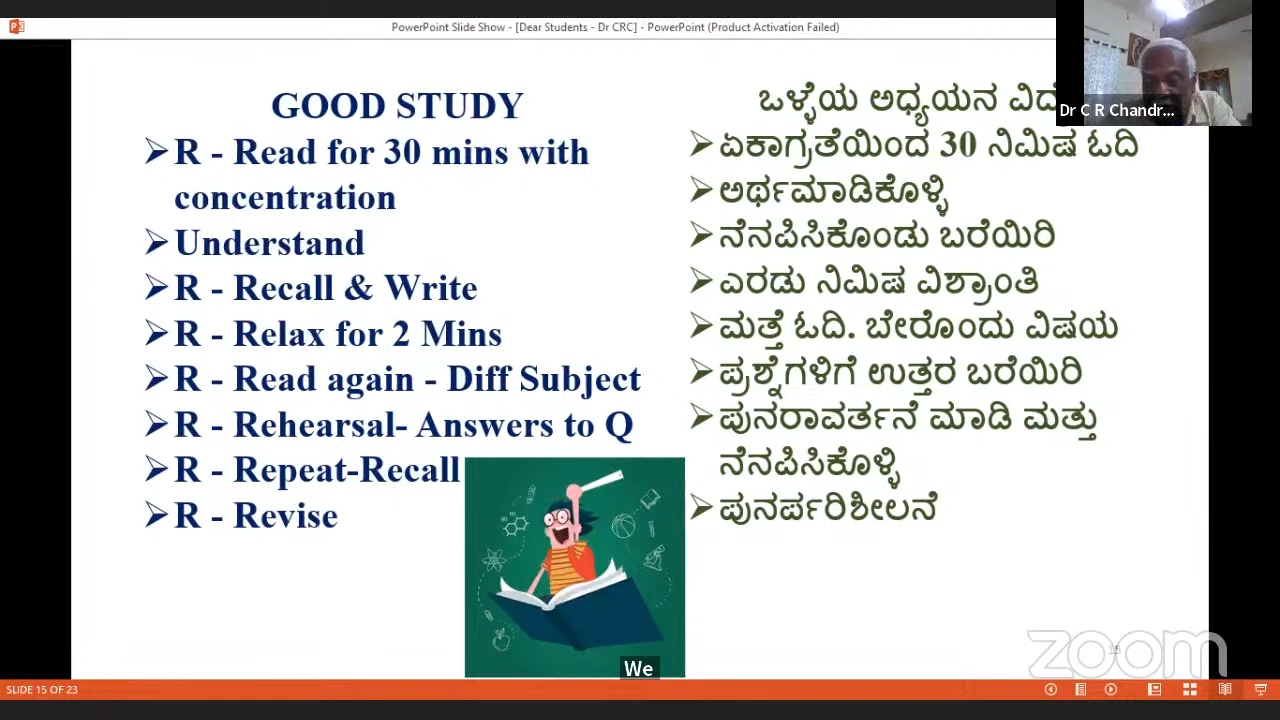 PowerPoint Slide Show - [Dear Students - Dr CRC] - PowerPoint (Product Activation Failed)
GOOD STUDY
R - Read for 30 mins with
concentration
Understand
R - Recall & Write
R - Relax for 2 Mins
R - Read again - Diff Subject
R - Rehearsal- Answers to Q
R - Repeat-Recall
R - Revise
ಒಳ್ಳೆಯ ಅಧ್ಯಯನ
ಏಕಾಗ್ರತೆಯಿಂದ 30 ನಿಮಿಷ ಓದಿ
ಅರ್ಥಮಾಡಿಕೊಳ್ಳಿ
ನೆನಪಿಸಿಕೊಂಡು ಬರೆಯಿರಿ
ಎರಡು ನಿಮಿಷ ವಿಶ್ರಾಂತಿ
ಮತ್ತೆ ಓದಿ. ಬೇರೊಂದು ವಿಷಯ
ಪ್ರಶ್ನೆಗಳಿಗೆ ಉತ್ತರ ಬರೆಯಿರಿ
ಪುನರಾವರ್ತನೆ ಮಾಡಿ ಮತ್ತು
ನೆನಪಿಸಿಕೊಳ್ಳಿ
ಪುನರ್ಪರಿಶೀಲನೆ
Dr C R Chandr...
We
zoom
15
SLIDE 15 OF 23